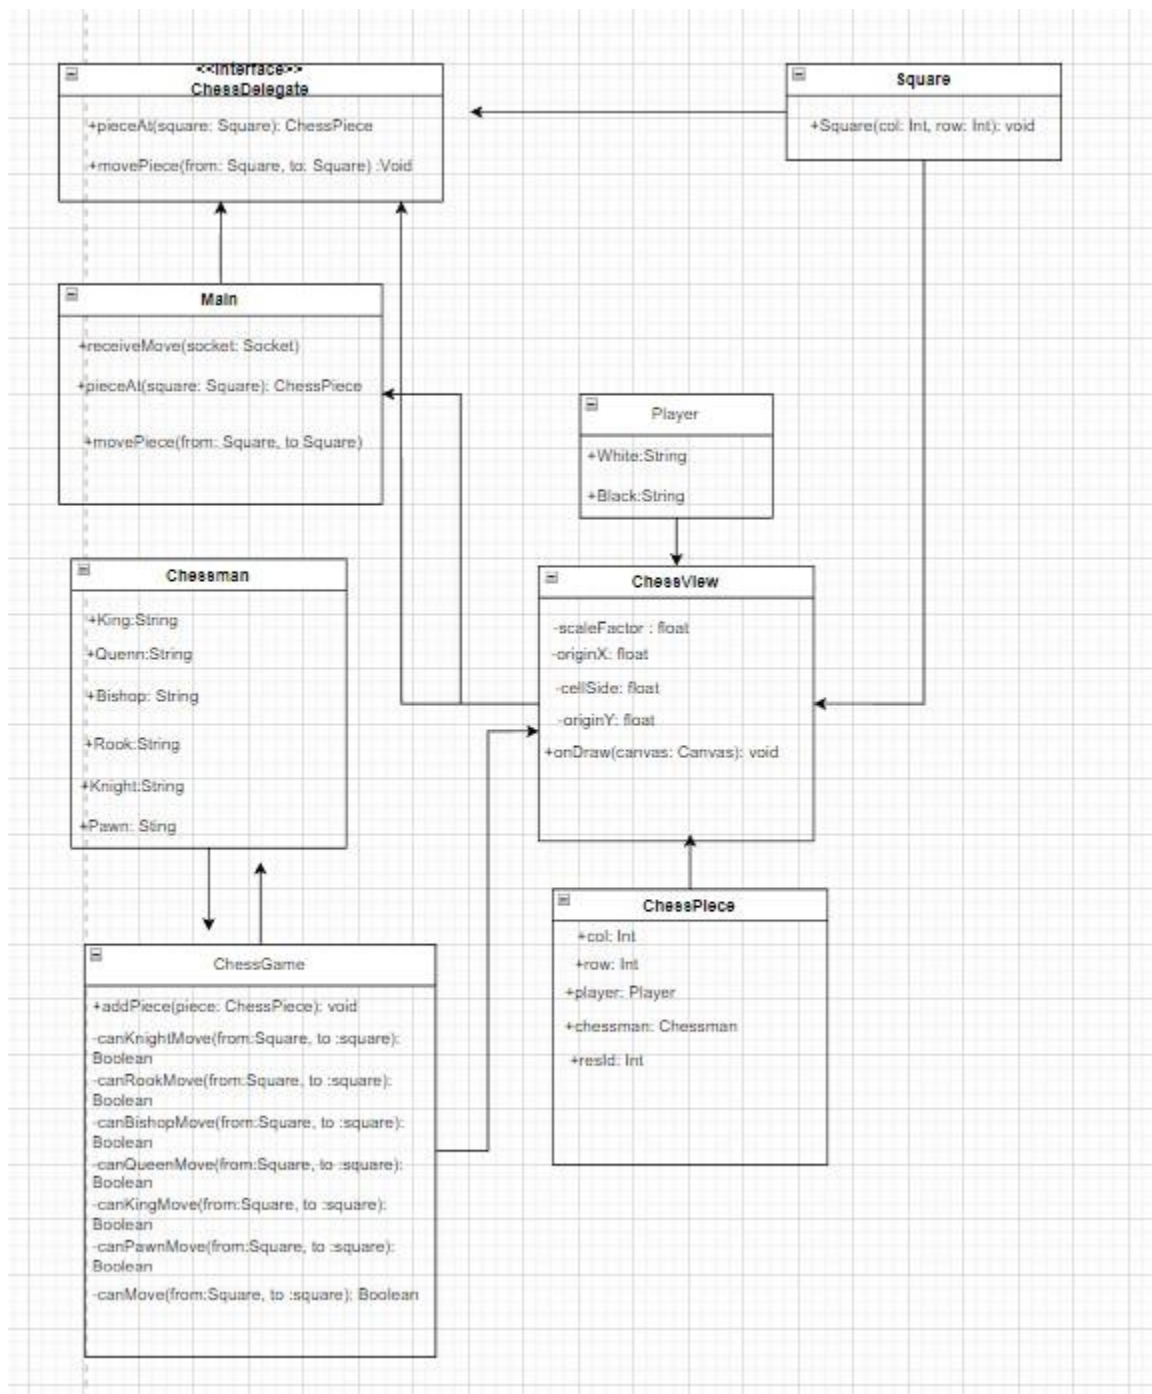 <<Interface>>
ChessDelegate
+pieceAt(square: Square): ChessPiece
+movePiece(from: Square, to: Square) :Void
Square
+Square(col: Int, row: Int): void
Main
+receiveMove(socket: Socket)
+pieceAt(square: Square): ChessPiece
+movePiece(from: Square, to Square)
Player
+White:String
+Black:String
Chessman
+King:String
+Quenn:String
+Bishop: String
+Rook:String
+Knight:String
+Pawn: Sting
ChessView
-scaleFactor : float
-originX: float
-cellSide: float
-originY: float
+onDraw(canvas: Canvas): void
ChessPiece
+col: Int
+row: Int
+player: Player
+chessman: Chessman
+resId: Int
ChessGame
+addPiece(piece: ChessPiece): void
-canKnightMove(from:Square, to :square):
Boolean
-canRookMove(from:Square, to :square):
Boolean
-canBishopMove(from:Square, to :square):
Boolean
-canQueenMove(from:Square, to :square):
Boolean
-canKingMove(from:Square, to :square):
Boolean
-canPawnMove(from:Square, to :square):
Boolean
-canMove(from:Square, to :square): Boolean